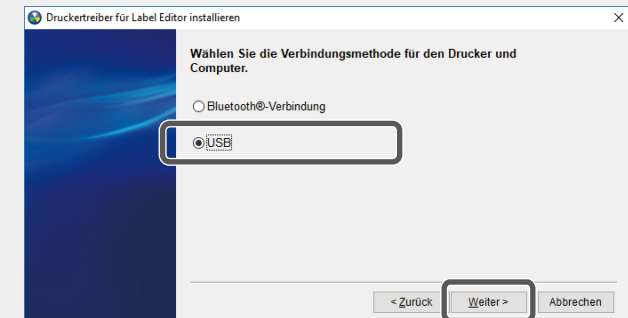 Druckertreiber für Label Editor installieren
Wählen Sie die Verbindungsmethode für den Drucker und
Computer.
Bluetooth®-Verbindung
USB
< Zurück
Weiter >
Abbrechen